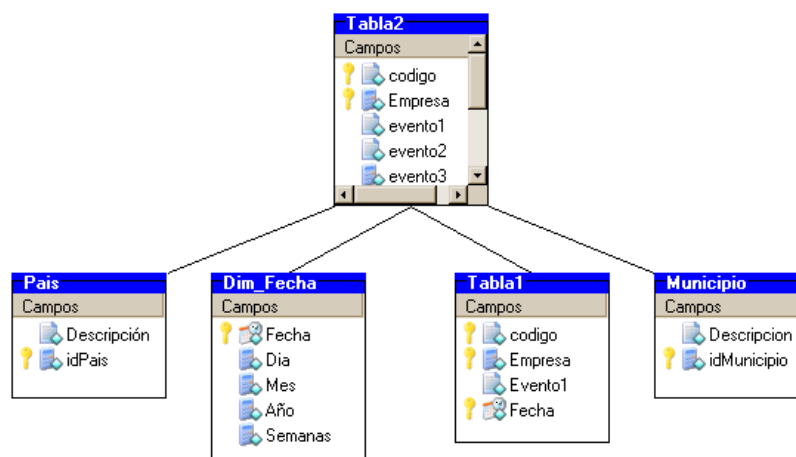 Tabla2
Campos
codigo
Empresa
evento1
evento2
evento3
Pais
Campos
Descripción
idPais
Dim_Fecha
Campos
Fecha
Dia
Mes
Año
Semanas
Tabla1
Campos
codigo
Empresa
Evento1
Fecha
Municipio
Campos
Descripcion
idMunicipio